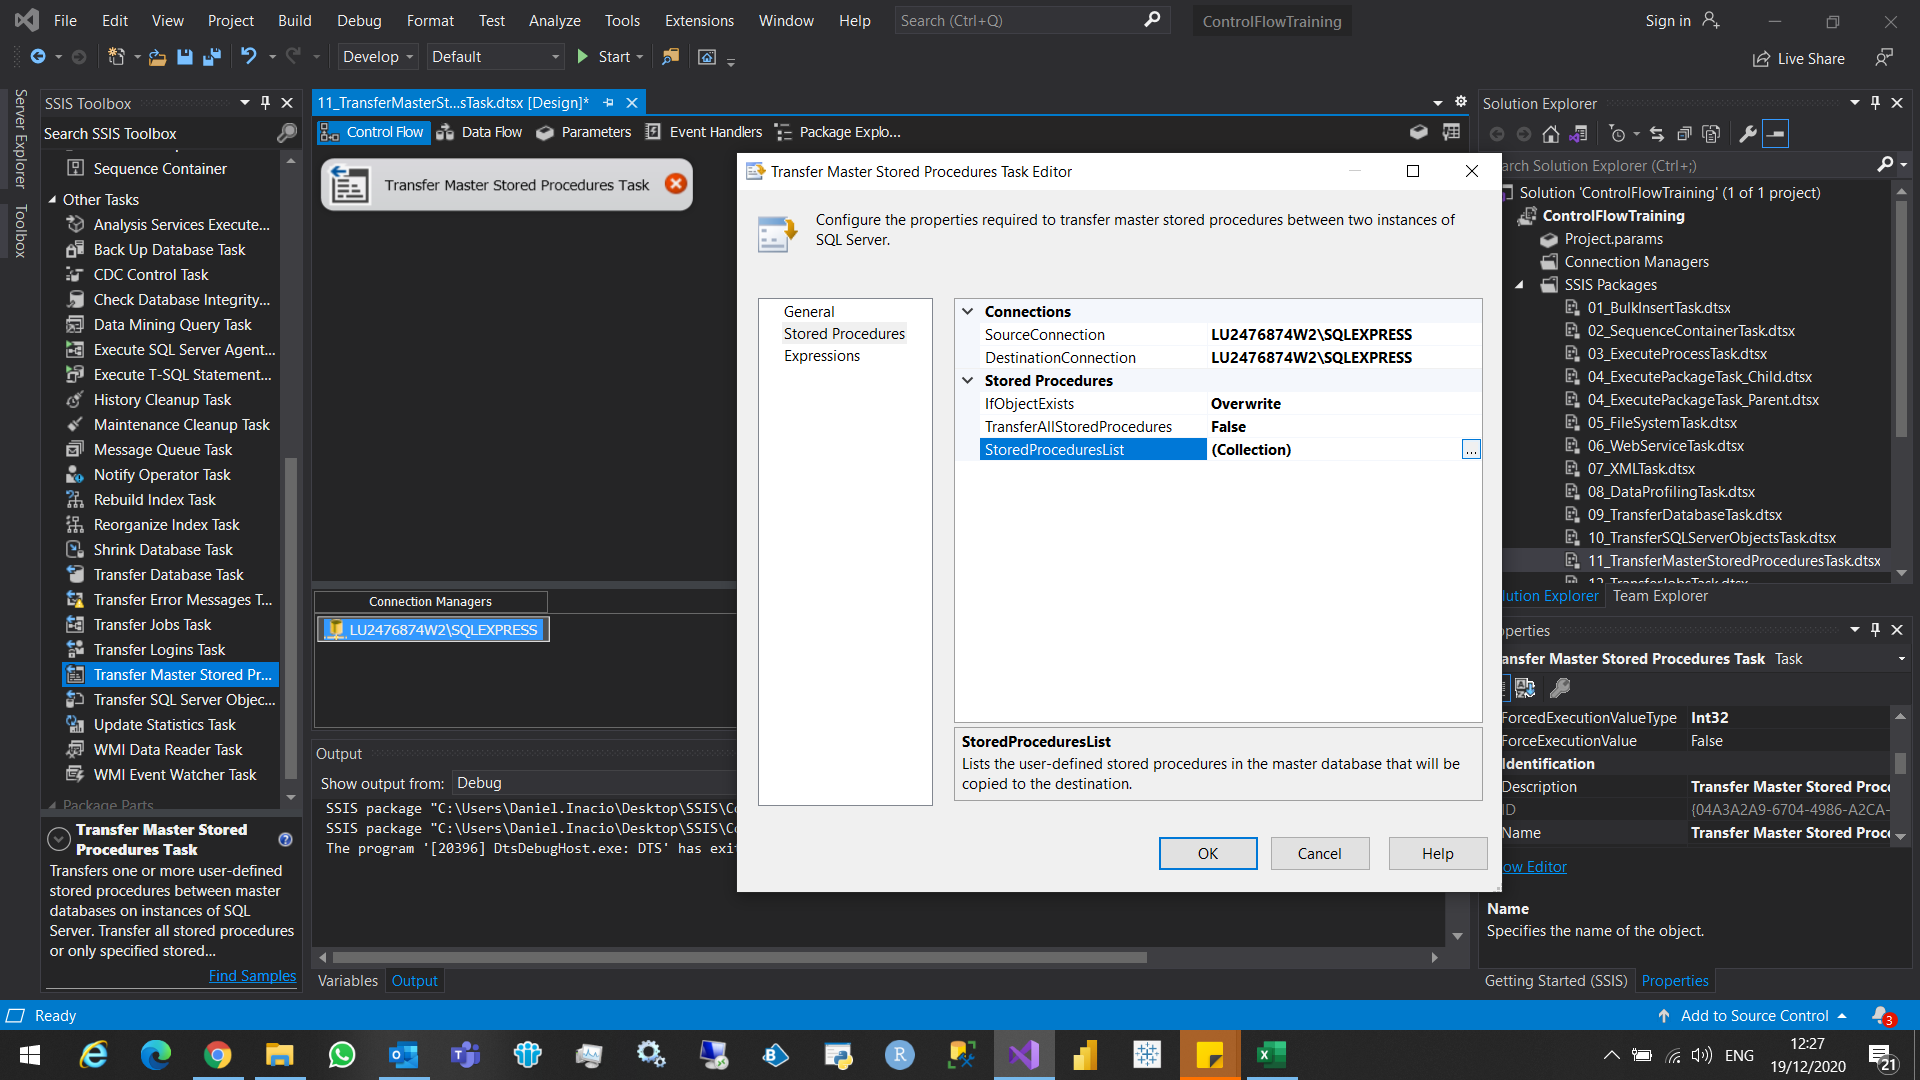 File Edit View Project Build Debug Format Test Analyze Tools Extensions Window Help Search (Ctrl+Q) ControlFlowTraining Sign in
Develop Default Start Live Share
Server Explorer
Toolbox
SSIS Toolbox
Search SSIS Toolbox
Sequence Container
Other Tasks
Analysis Services Execute...
Back Up Database Task
CDC Control Task
Check Database Integrity...
Data Mining Query Task
Execute SQL Server Agent...
Execute T-SQL Statement...
History Cleanup Task
Maintenance Cleanup Task
Message Queue Task
Notify Operator Task
Rebuild Index Task
Reorganize Index Task
Shrink Database Task
Transfer Database Task
Transfer Error Messages T...
Transfer Jobs Task
Transfer Logins Task
Transfer Master Stored Pr...
Transfer SQL Server Objec...
Update Statistics Task
WMI Data Reader Task
WMI Event Watcher Task
Package Parts
Transfer Master Stored
Procedures Task
Transfers one or more user-defined
stored procedures between master
databases on instances of SQL
Server. Transfer all stored procedures
or only specified stored...
Find Samples
11_TransferMasterSt...sTask.dtsx [Design]*
Control Flow Data Flow Parameters Event Handlers Package Explo...
Transfer Master Stored Procedures Task
Connection Managers
LU2476874W2\SQLEXPRESS
Output
Show output from: Debug
SSIS package "C:\Users\Daniel.Inacio\Desktop\SSIS\Co
SSIS package "C:\Users\Daniel.Inacio\Desktop\SSIS\Co
The program '[20396] DtsDebugHost.exe: DTS' has exi
Variables Output
Transfer Master Stored Procedures Task Editor
Configure the properties required to transfer master stored procedures between two instances of
SQL Server.
General
Stored Procedures
Expressions
Connections
SourceConnection LU2476874W2\SQLEXPRESS
DestinationConnection LU2476874W2\SQLEXPRESS
Stored Procedures
IfObjectExists Overwrite
TransferAllStoredProcedures False
StoredProceduresList (Collection) ...
StoredProceduresList
Lists the user-defined stored procedures in the master database that will be
copied to the destination.
OK Cancel Help
Solution Explorer
arch Solution Explorer (Ctrl+;)
Solution 'ControlFlowTraining' (1 of 1 project)
ControlFlowTraining
Project.params
Connection Managers
SSIS Packages
01_BulkInsertTask.dtsx
02_SequenceContainerTask.dtsx
03_ExecuteProcessTask.dtsx
04_ExecutePackageTask_Child.dtsx
04_ExecutePackageTask_Parent.dtsx
05_FileSystemTask.dtsx
06_WebServiceTask.dtsx
07_XMLTask.dtsx
08_DataProfilingTask.dtsx
09_TransferDatabaseTask.dtsx
10_TransferSQLServerObjectsTask.dtsx
11_TransferMasterStoredProceduresTask.dtsx
12_TransferJobsTask.dtsx
lution Explorer Team Explorer
operties
ansfer Master Stored Procedures Task Task
ForcedExecutionValueType Int32
ForceExecutionValue False
Identification
Description Transfer Master Stored Proce
ID {04A3A2A9-6704-4986-A2CA-
Name Transfer Master Stored Proce
ow Editor
Name
Specifies the name of the object.
Getting Started (SSIS) Properties
Ready Add to Source Control 3
ENG 12:27
19/12/2020 21